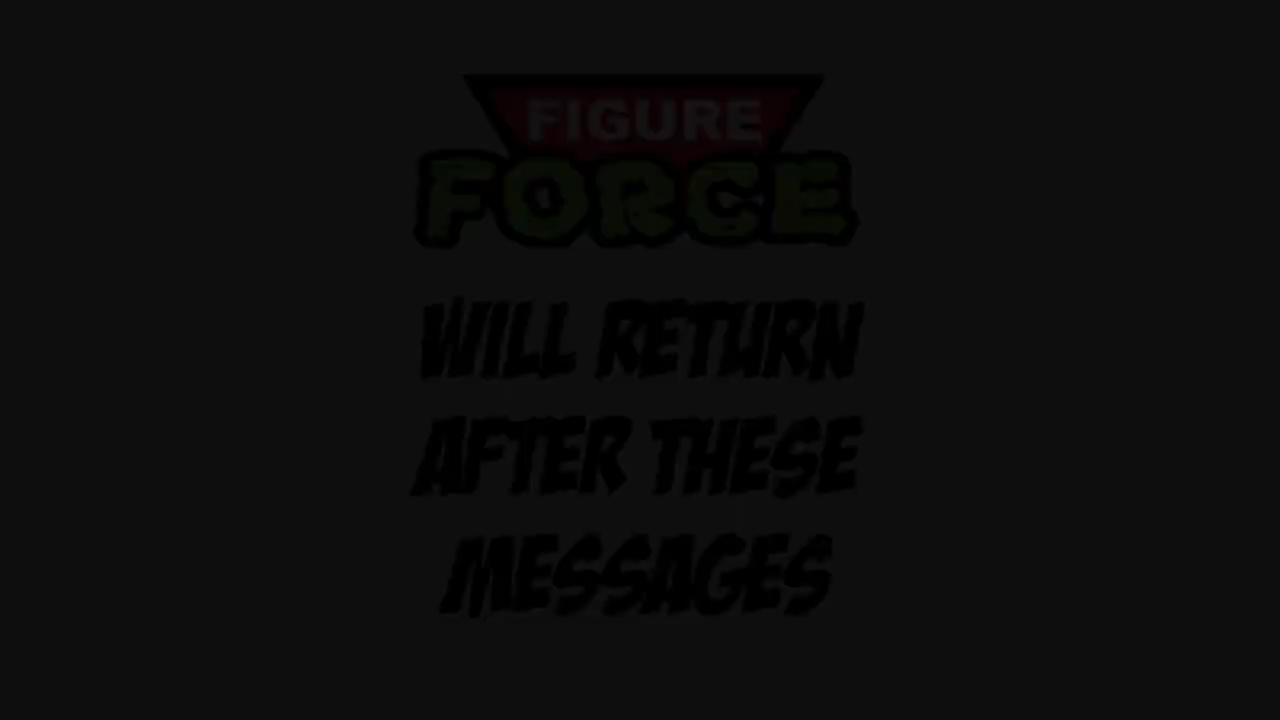 FIGURE
FORCE
WILL RETURN
AFTER THESE
MESSAGES